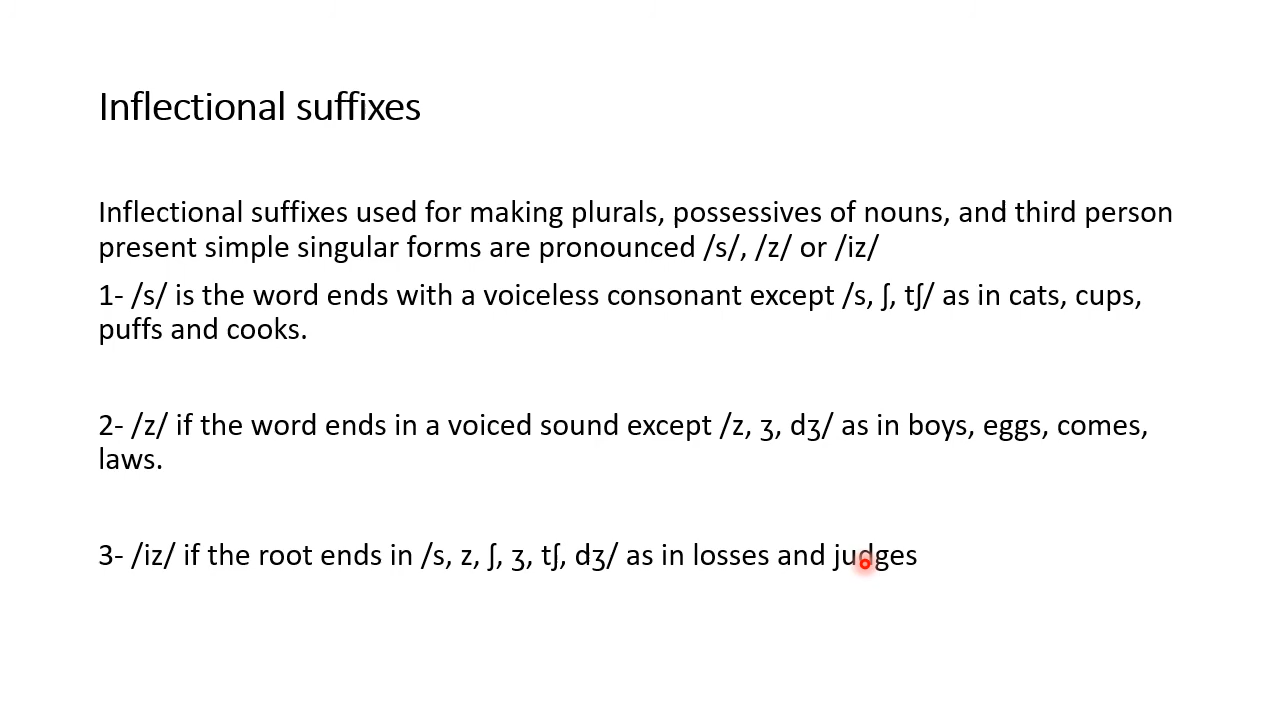 Inflectional suffixes
Inflectional suffixes used for making plurals, possessives of nouns, and third person
present simple singular forms are pronounced /s/, /z/ or /iz/
1- /s/ is the word ends with a voiceless consonant except /s, ʃ, tʃ/ as in cats, cups,
puffs and cooks.
2- /z/ if the word ends in a voiced sound except /z, ʒ, dʒ/ as in boys, eggs, comes,
laws.
3- /iz/ if the root ends in /s, z, ʃ, ʒ, tʃ, dʒ/ as in losses and judges